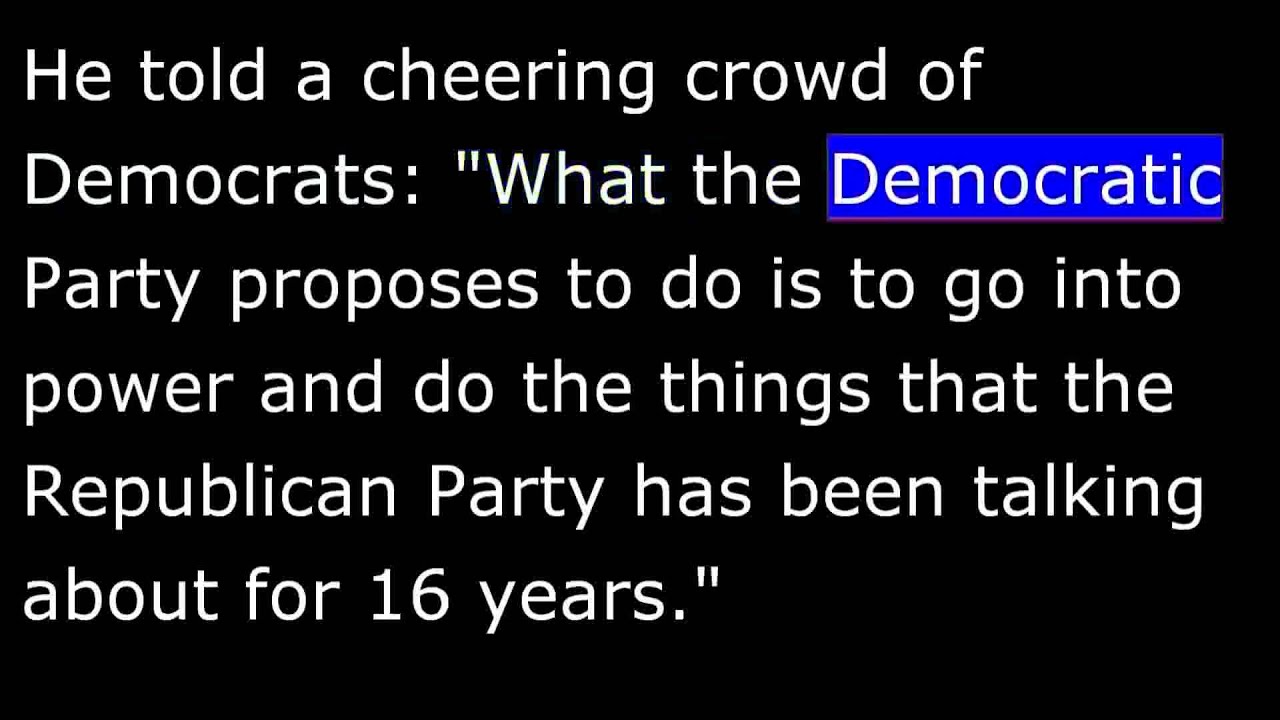 He told a cheering crowd of
Democrats: "What the Democratic
Party proposes to do is to go into
power and do the things that the
Republican Party has been talking
about for 16 years."